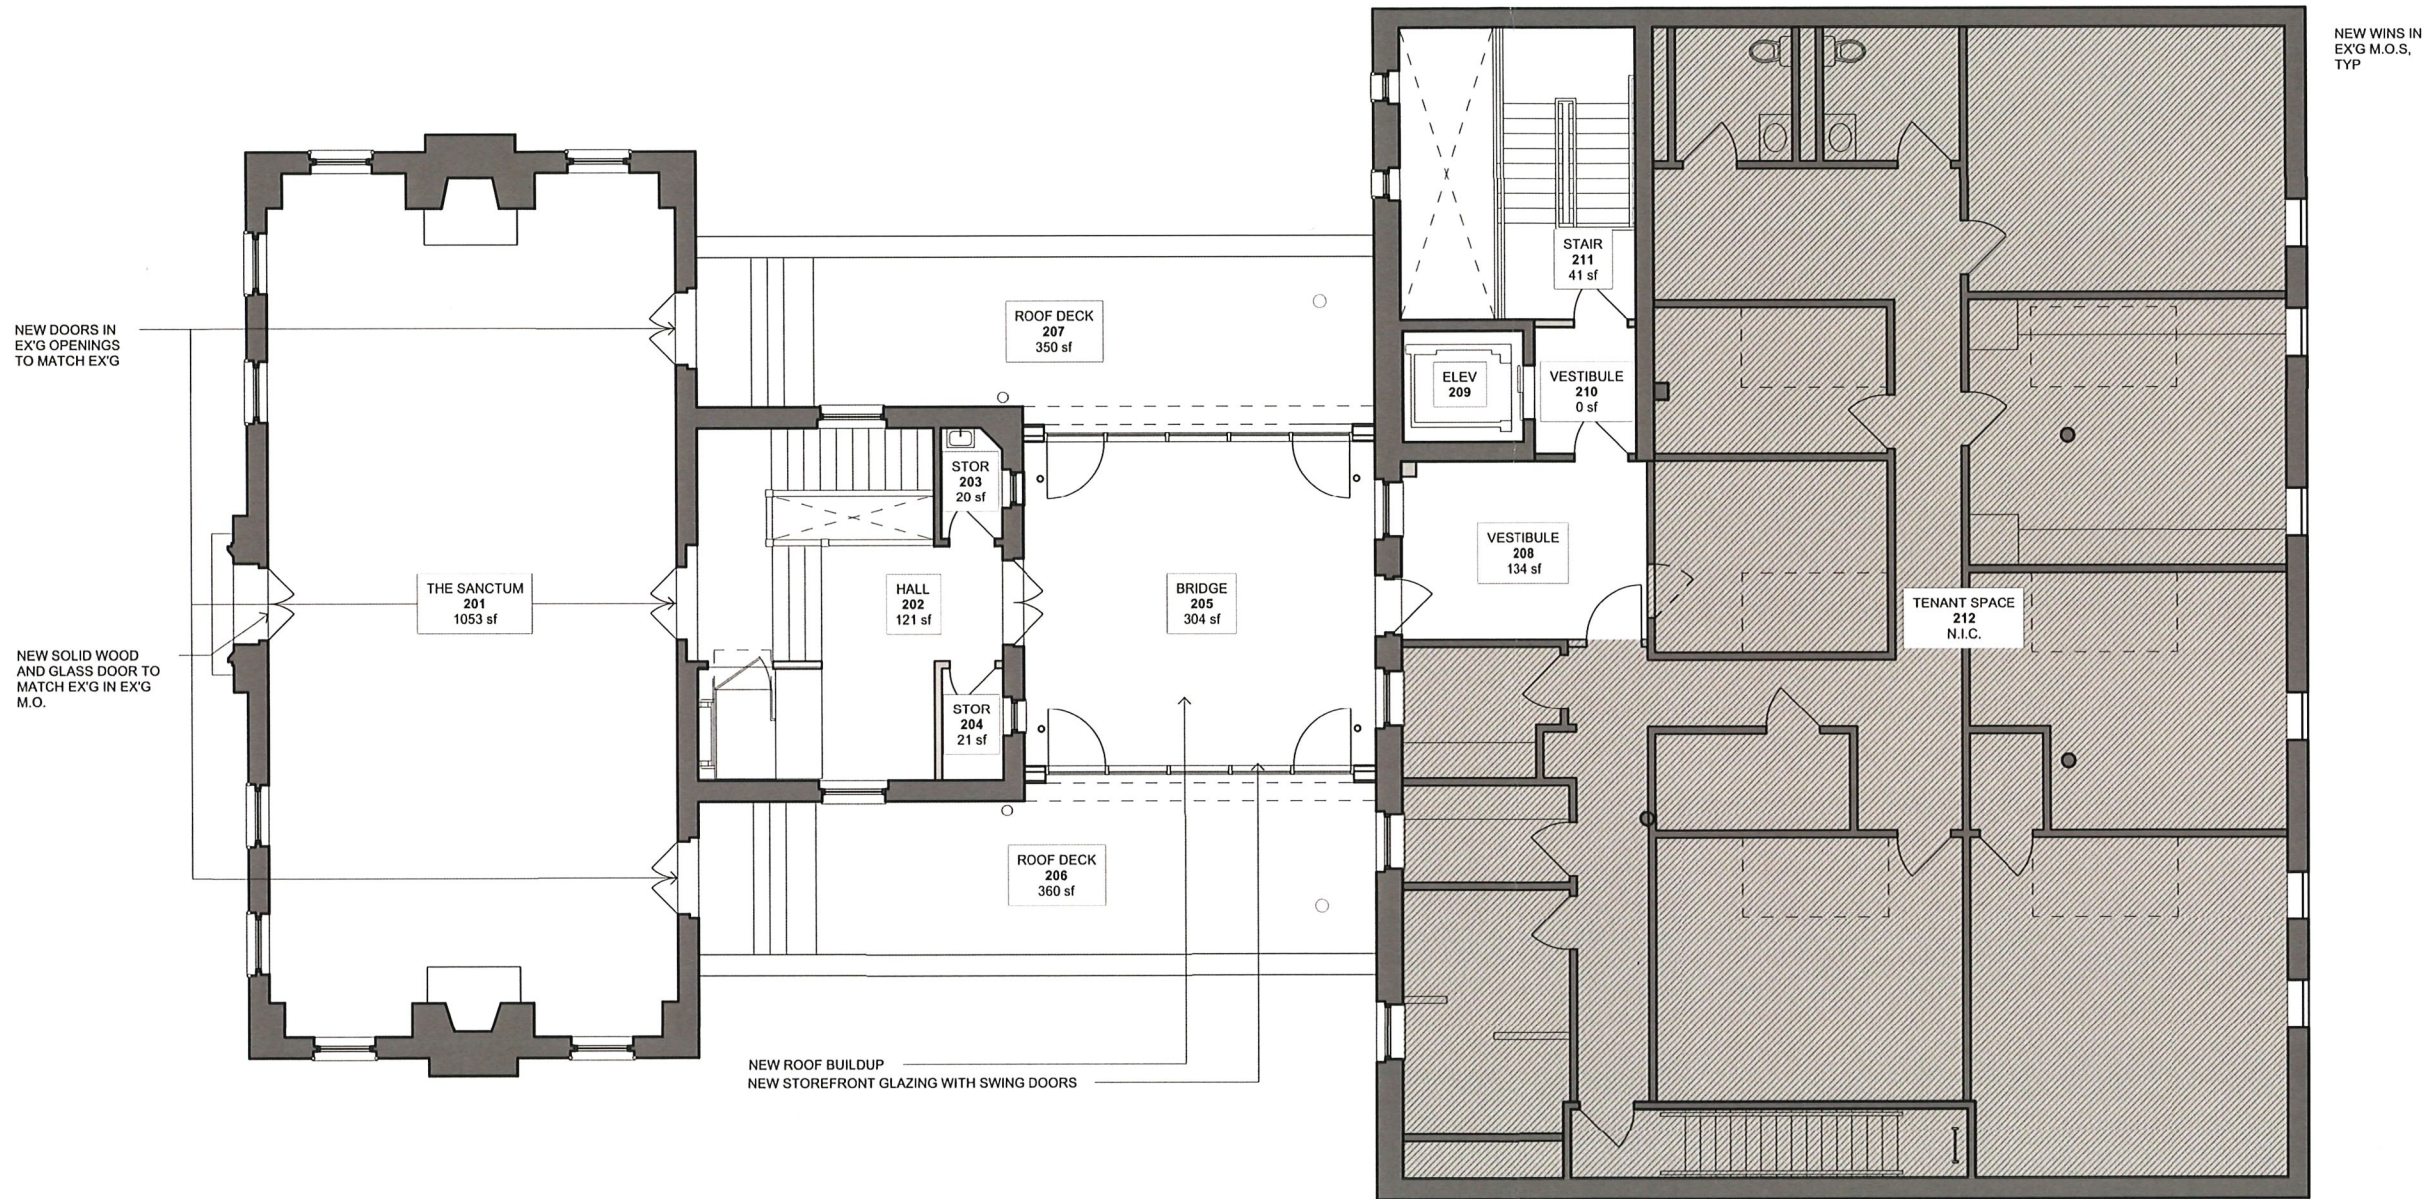 NEW WINS IN
EX'G M.O.S,
TYP
STAIR
211
41 sf
ROOF DECK
207
350 sf
NEW DOORS IN
EX'G OPENINGS
TO MATCH EX'G
ELEV
209
VESTIBULE
210
0 sf
STOR
203
20 sf
VESTIBULE
208
134 sf
THE SANCTUM
201
1053 sf
HALL
202
121 sf
BRIDGE
205
304 sf
TENANT SPACE
212
N.I.C.
NEW SOLID WOOD
AND GLASS DOOR TO
MATCH EX'G IN EX'G
M.O.
STOR
204
21 sf
ROOF DECK
206
360 sf
NEW ROOF BUILDUP
NEW STOREFRONT GLAZING WITH SWING DOORS